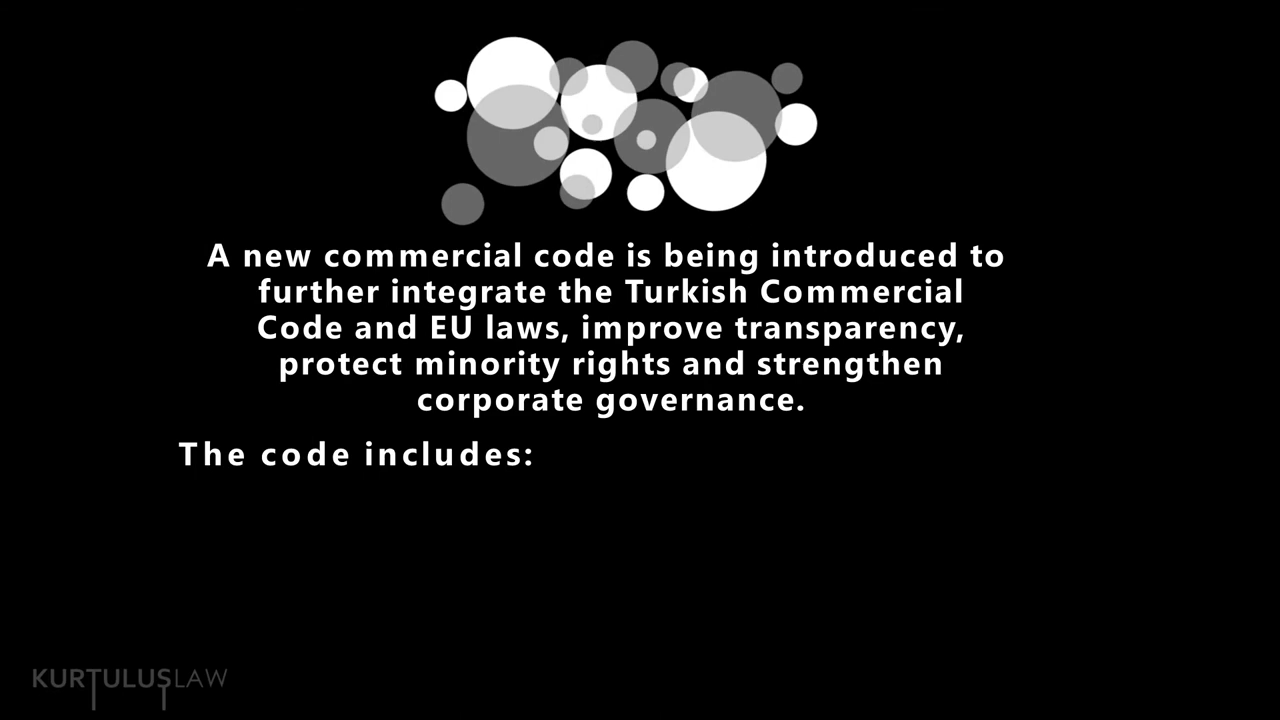 A new commercial code is being introduced to
further integrate the Turkish Commercial
Code and EU laws, improve transparency,
protect minority rights and strengthen
corporate governance.
The code includes:
KURTULUSLAW